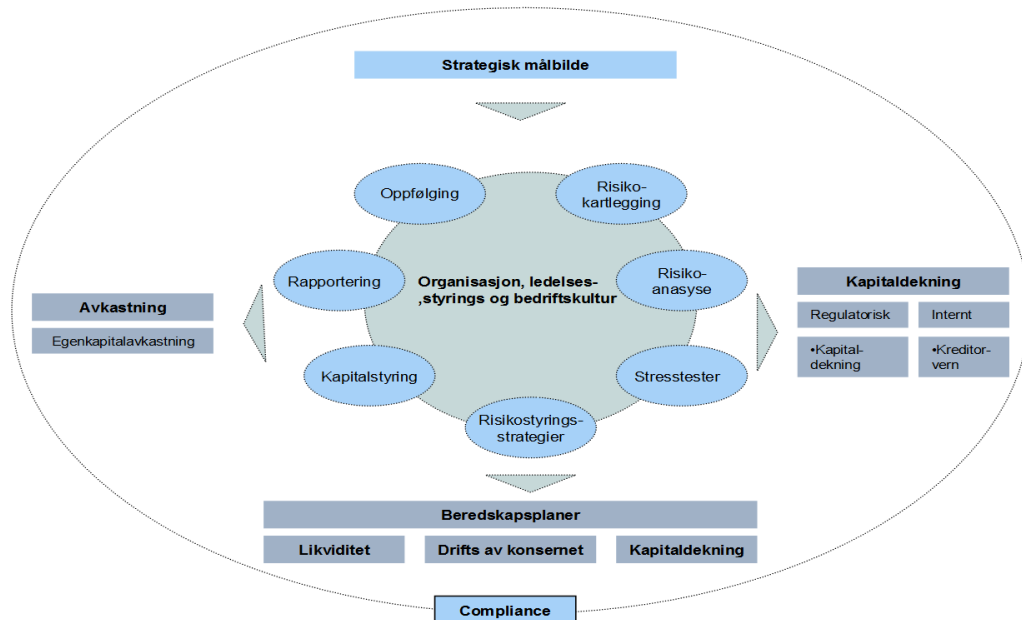 Strategisk målbilde
Oppfølging
Risiko-
kartlegging
Rapportering
Organisasjon, ledelses-
,styrings og bedriftskultur
Risiko-
anasyse
Avkastning
Egenkapitalavkastning
Kapitaldekning
Regulatorisk
Internt
•Kapital-
dekning
•Kreditor-
vern
Kapitalstyring
Stresstester
Risikostyrings-
strategier
Beredskapsplaner
Likviditet
Drifts av konsernet
Kapitaldekning
Compliance